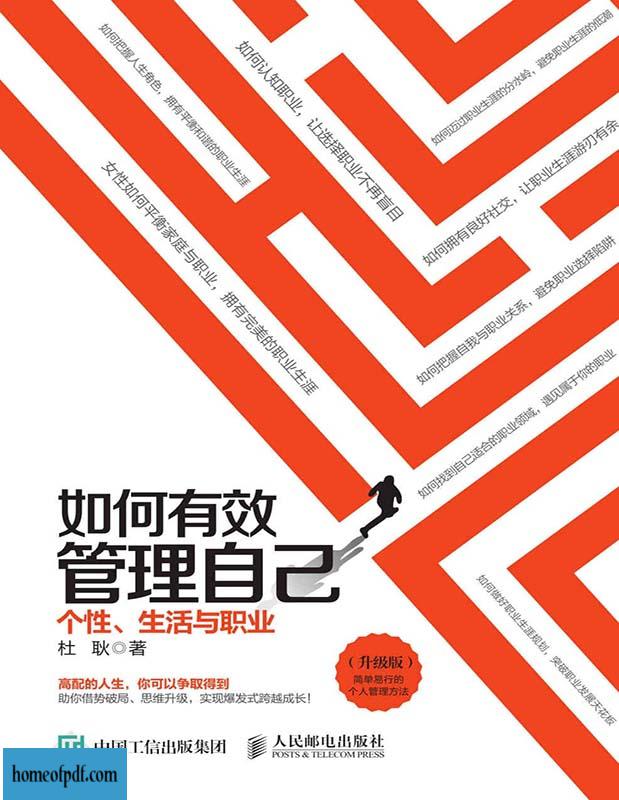 如何把握人生角色，拥有平衡和谐的职业生涯
如何认知职业，让选择职业不再盲目
如何迈过职业生涯的分水岭，避免职业生涯的低潮
女性如何平衡家庭与职业，拥有完美的职业生涯
如何拥有良好社交，让职业生涯游刃有余
如何把握自我与职业关系，避免职业选择陷阱
如何找到自己适合的职业领域，遇见属于你的职业
如何做好职业生涯规划，突破职业发展天花板
如何有效
管理自己
个性、生活与职业
杜 耿◎著
（升级版）
简单易行的
个人管理方法
高配的人生，你可以争取得到
助你借势破局、思维升级，实现爆发式跨越成长！
中国工信出版集团
人民邮电出版社
POSTS & TELECOM PRESS
homeofpdf.com